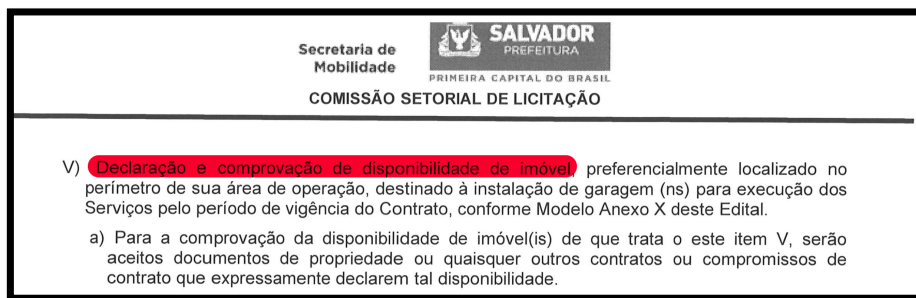 Secretaria de
Mobilidade
SALVADOR
PREFEITURA
PRIMEIRA CAPITAL DO BRASIL
COMISSÃO SETORIAL DE LICITAÇÃO
V) Declaração e comprovação de disponibilidade de imóvel, preferencialmente localizado no
perímetro de sua área de operação, destinado à instalação de garagem (ns) para execução dos
Serviços pelo período de vigência do Contrato, conforme Modelo Anexo X deste Edital.
a) Para a comprovação da disponibilidade de imóvel(is) de que trata o este item V, serão
aceitos documentos de propriedade ou quaisquer outros contratos ou compromissos de
contrato que expressamente declarem tal disponibilidade.